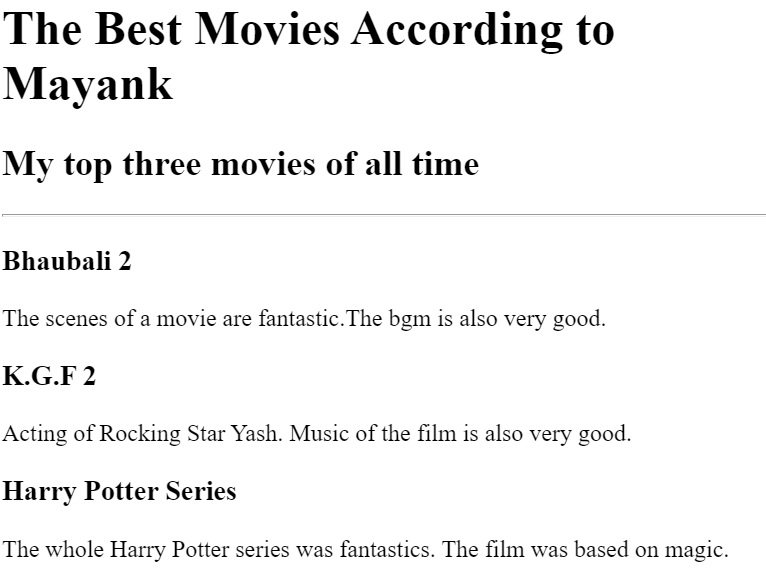 The Best Movies According to
Mayank
My top three movies of all time
Bhaubali 2
The scenes of a movie are fantastic.The bgm is also very good.
K.G.F 2
Acting of Rocking Star Yash. Music of the film is also very good.
Harry Potter Series
The whole Harry Potter series was fantastics. The film was based on magic.